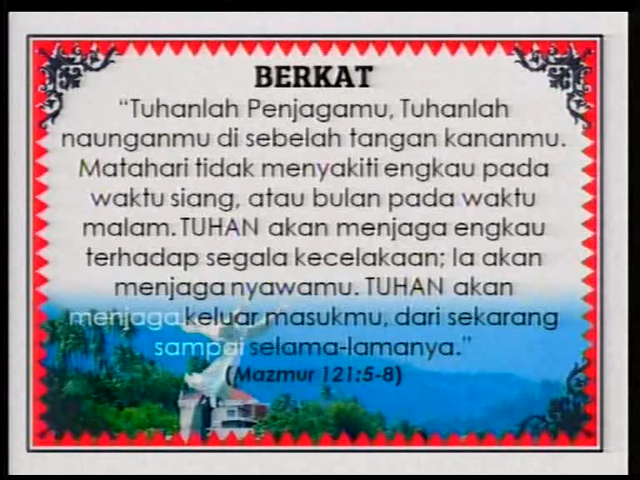 BERKAT
“Tuhanlah Penjagamu, Tuhanlah
naunganmu di sebelah tangan kananmu.
Matahari tidak menyakiti engkau pada
waktu siang, atau bulan pada waktu
malam. TUHAN akan menjaga engkau
terhadap segala kecelakaan; Ia akan
menjaga nyawamu. TUHAN akan
menjaga keluar masukmu, dari sekarang
sampai selama-lamanya.”
(Mazmur 121:5-8)